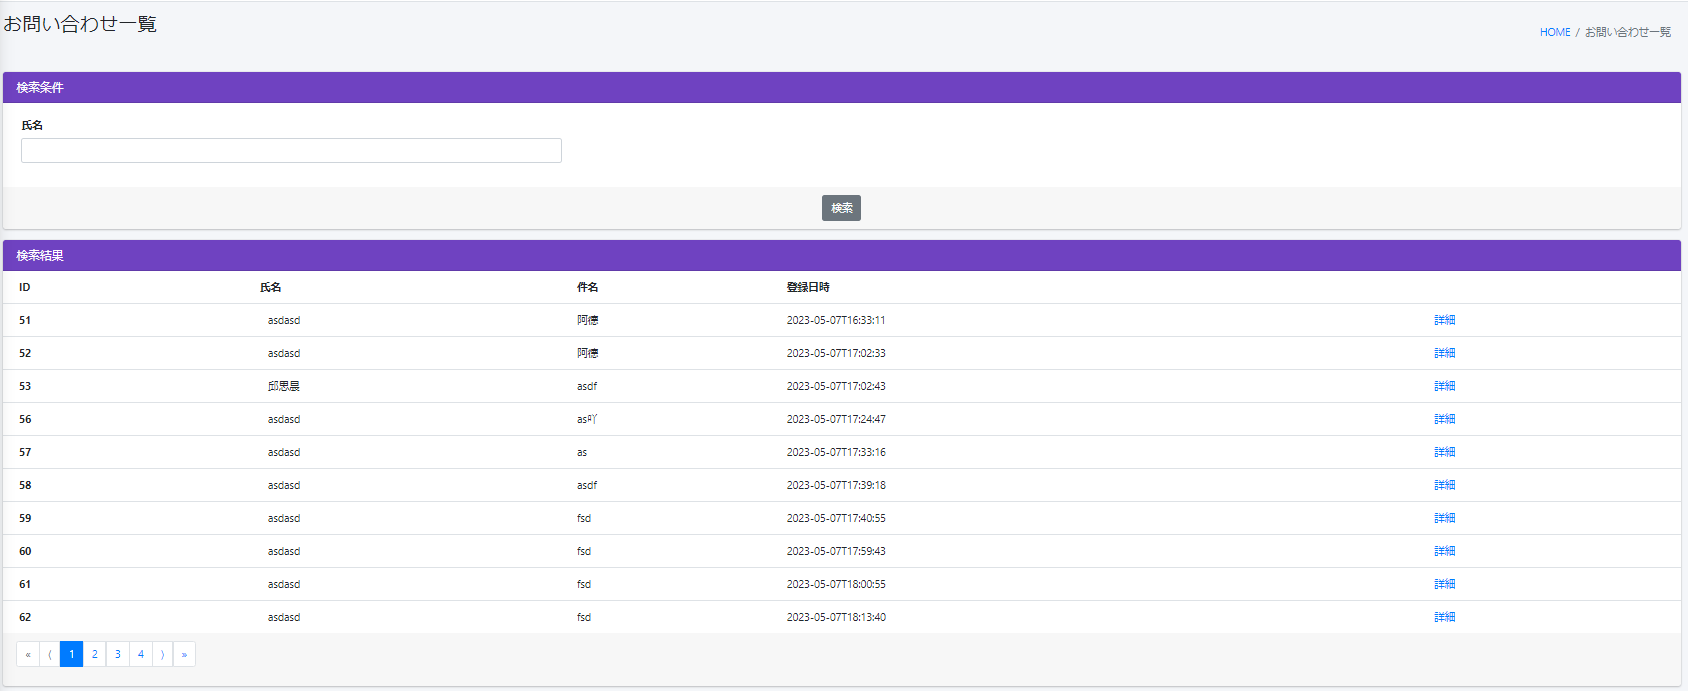 お問い合わせ一覧
HOME / お問い合わせ一覧
検索条件
氏名
検索
検索結果
ID 氏名 件名 登録日時
51 asdasd 阿德 2023-05-07T16:33:11 詳細
52 asdasd 阿德 2023-05-07T17:02:33 詳細
53 邱思晨 asdf 2023-05-07T17:02:43 詳細
56 asdasd as吖 2023-05-07T17:24:47 詳細
57 asdasd as 2023-05-07T17:33:16 詳細
58 asdasd asdf 2023-05-07T17:39:18 詳細
59 asdasd fsd 2023-05-07T17:40:55 詳細
60 asdasd fsd 2023-05-07T17:59:43 詳細
61 asdasd fsd 2023-05-07T18:00:55 詳細
62 asdasd fsd 2023-05-07T18:13:40 詳細
« ⟨ 1 2 3 4 ⟩ »